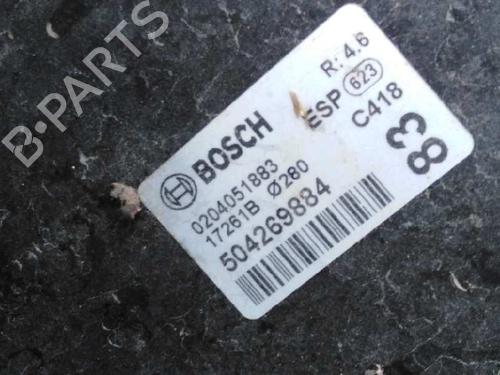 B-PARTS
BOSCH
0204051883
17261B Ø280
504269884
R: 4.6
ESP 623
C418
83